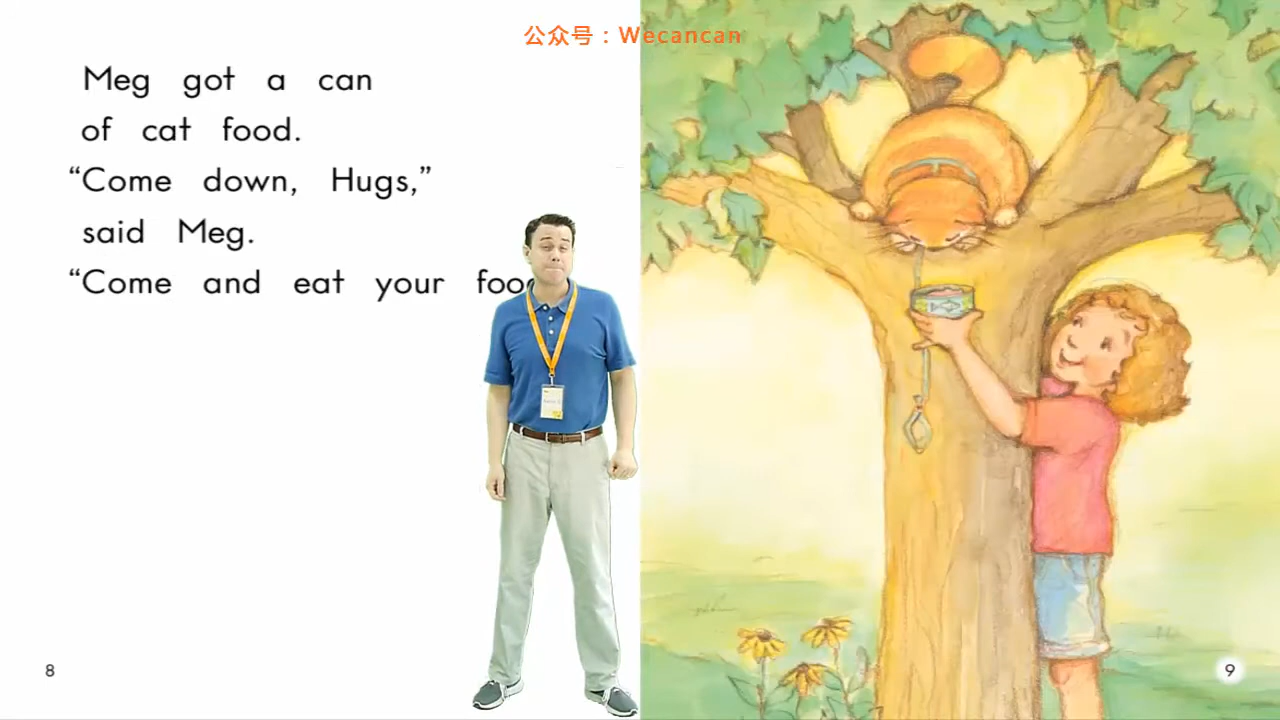 公众号：Wecancan
Meg got a can
of cat food.
“Come down, Hugs,”
said Meg.
“Come and eat your
8
9